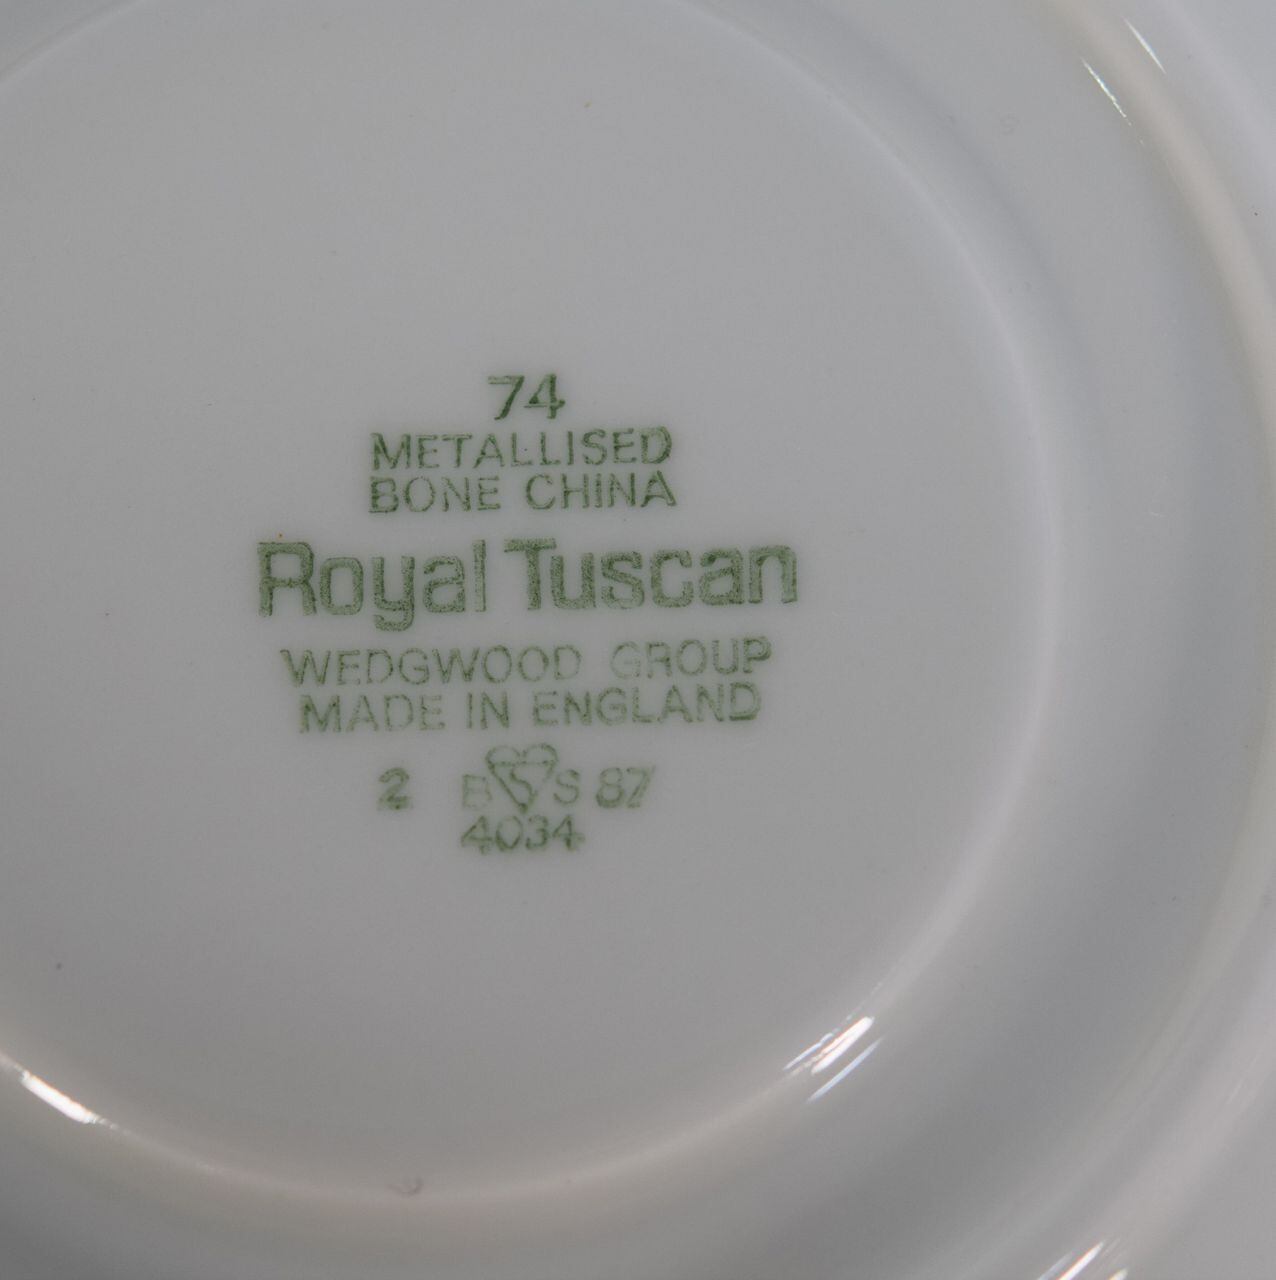 74
METALLISED
BONE CHINA
Royal Tuscan
WEDGWOOD GROUP
MADE IN ENGLAND
2 BS 87
4034